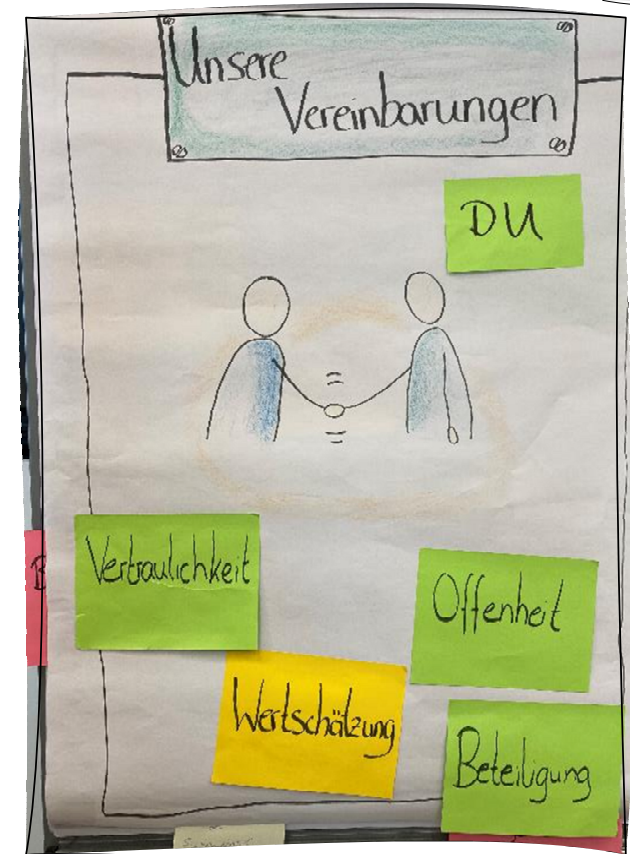 Unsere
Vereinbarungen
DU
Vertraulichkeit
Offenheit
Wertschätzung
Beteiligung